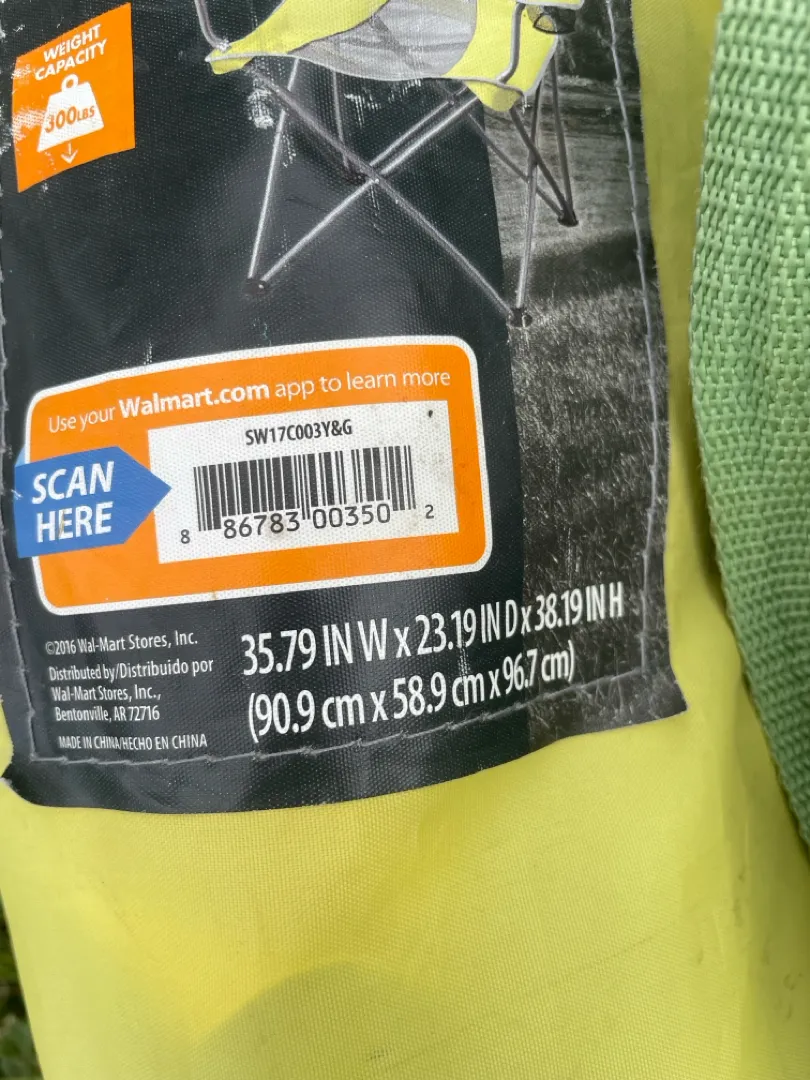 WEIGHT
CAPACITY
300LBS
Use your Walmart.com app to learn more
SW17C003Y&G
SCAN
HERE
8 86783 00350 2
©2016 Wal-Mart Stores, Inc.
Distributed by/Distribuido por
Wal-Mart Stores, Inc.,
Bentonville, AR 72716
MADE IN CHINA/HECHO EN CHINA
35.79 IN W x 23.19 IN D x 38.19 IN H
(90.9 cm x 58.9 cm x 96.7 cm)